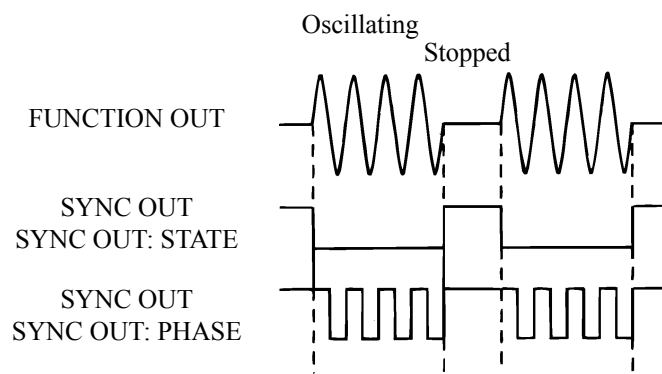 Oscillating
Stopped
FUNCTION OUT
SYNC OUT
SYNC OUT: STATE
SYNC OUT
SYNC OUT: PHASE